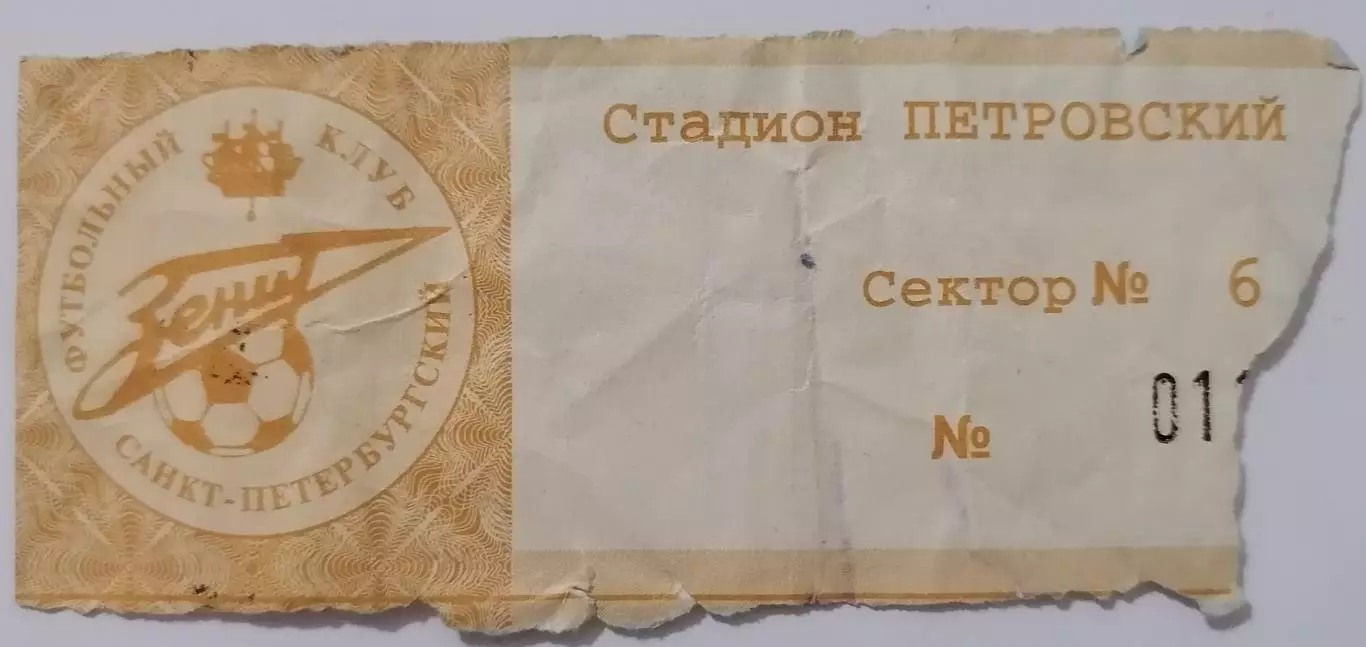 ФУТБОЛЬНЫЙ КЛУБ
Зенит
САНКТ-ПЕТЕРБУРГСКИЙ
Стадион ПЕТРОВСКИЙ
Сектор № 6
№ 01